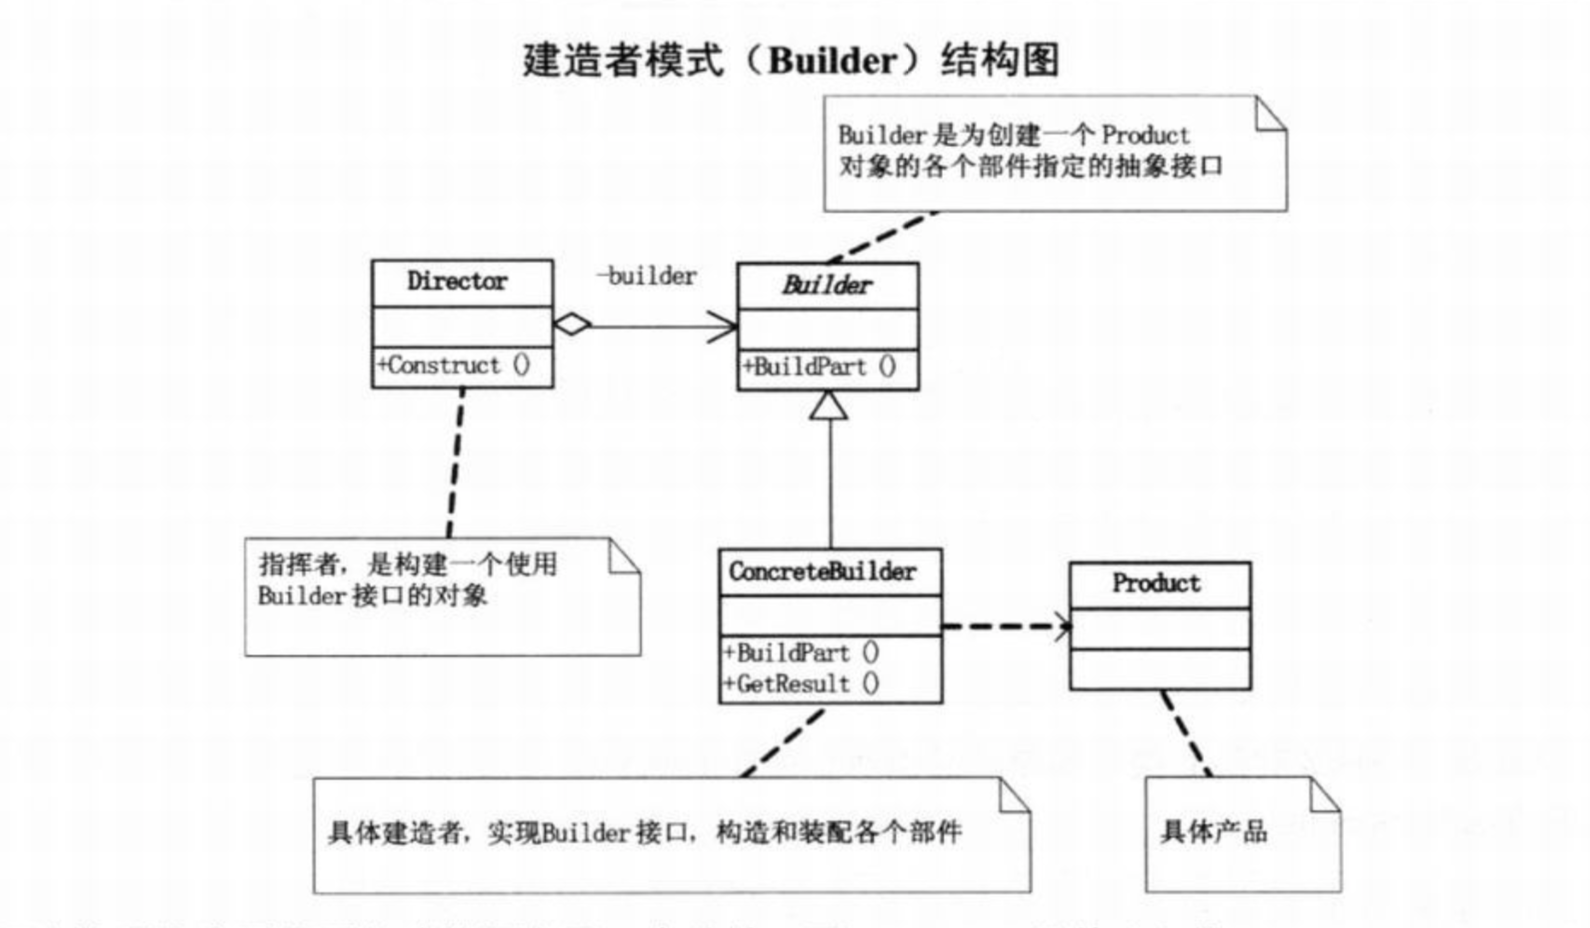 建造者模式（Builder）结构图
Builder是为创建一个Product
对象的各个部件指定的抽象接口
Director
-builder
Builder
+Construct ()
+BuildPart ()
指挥者，是构建一个使用
Builder接口的对象
ConcreteBuilder
Product
+BuildPart ()
+GetResult ()
具体建造者，实现Builder接口，构造和装配各个部件
具体产品